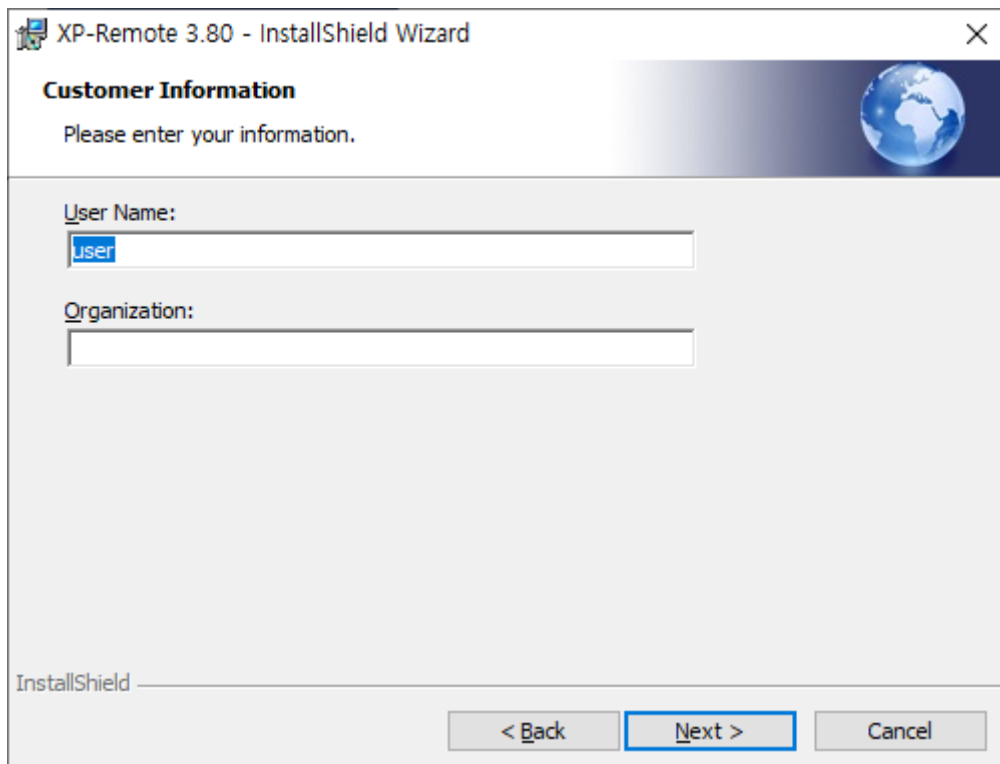 XP-Remote 3.80 - InstallShield Wizard
Customer Information
Please enter your information.
User Name:
user
Organization:
InstallShield
< Back
Next >
Cancel